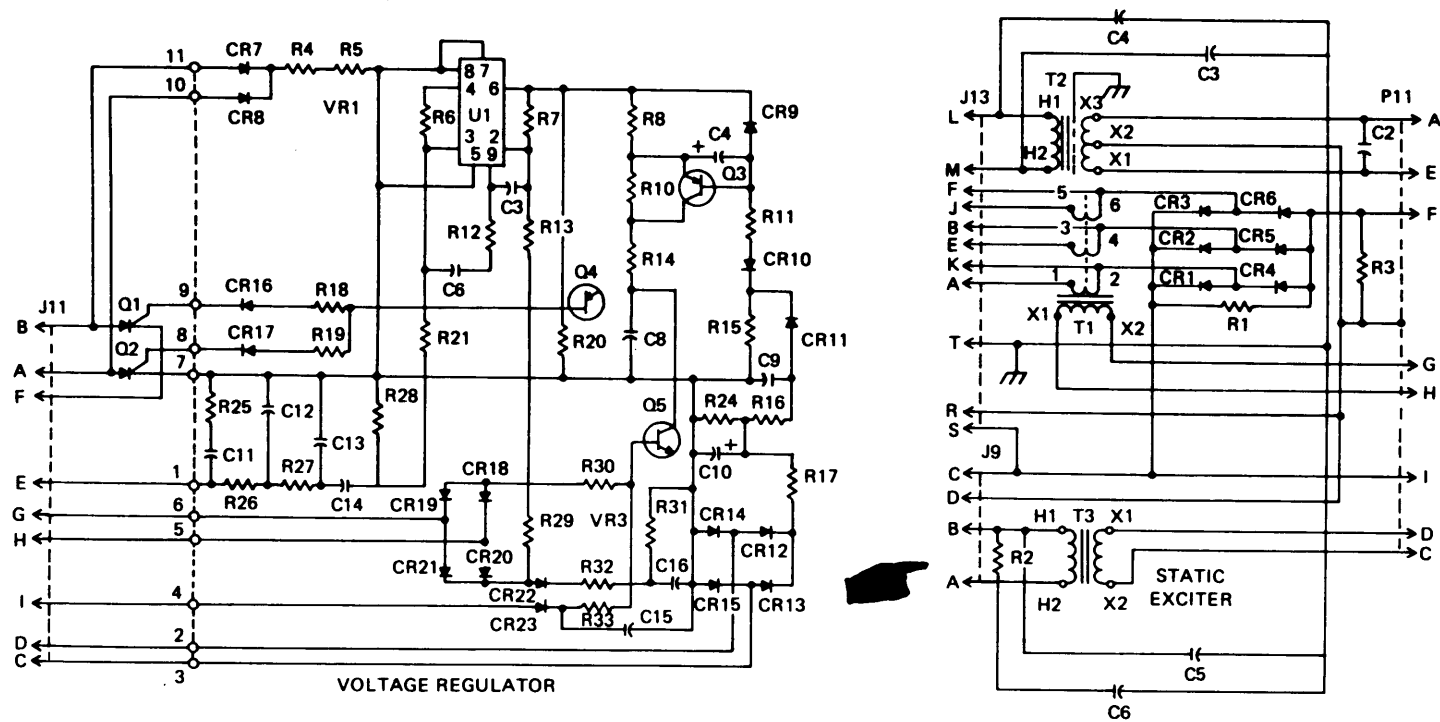 11 CR7 R4 R5
10
CR8
VR1
8 7
4 6
U1
3 2
5 9
R6
R7
R8
CR9
C4
+
Q3
R10
C3
R11
R12
R13
R14
CR10
C6
Q4
J11
Q1
9 CR16 R18
B
8 CR17 R19
Q2
7
A
F
R21
R20
C8
R15
CR11
C9
R25
C12
R28
C13
C11
Q5
R24 R16
C10
+
E 1
R26
R27
C14
CR18
CR19
R30
R17
G 6
H 5
R31
VR3
R29
CR14
CR12
CR20
CR21
R32
C16
CR22
CR15
CR13
I 4
CR23
R33
C15
D 2
C 3
VOLTAGE REGULATOR
C4
C3
T2
J13
H1
X3
P11
L
A
X2
C2
H2
X1
M
E
F 5
CR3 CR6
J 6
F
B 3
CR2 CR5
E 4
K
A 1 2
CR1 CR4
R3
X1 T1 X2
R1
T
G
H
R
S
J9
C
I
D
B
H1 T3 X1
D
R2
C
A
H2 X2
STATIC
EXCITER
C5
C6